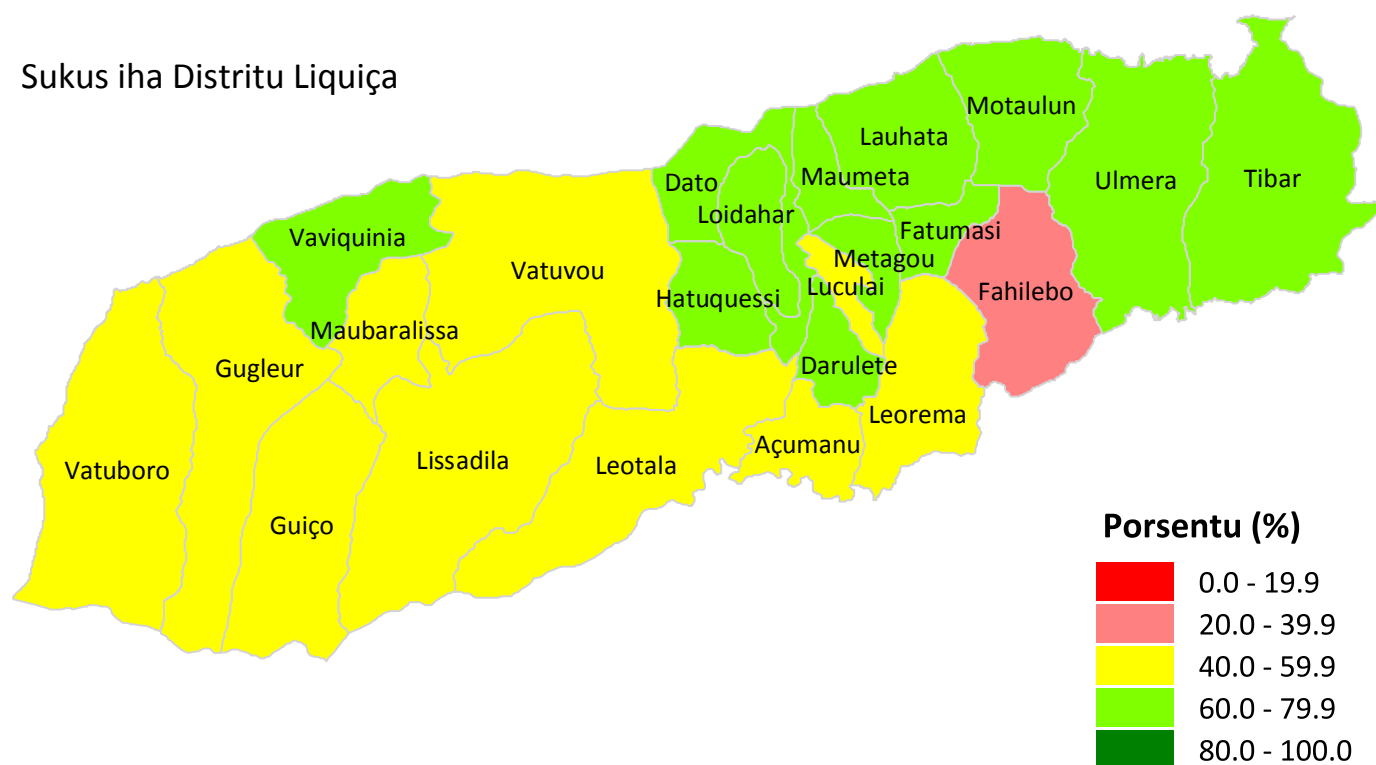 Sukus iha Distritu Liquiça
Motaulun
Lauhata
Maumeta
Ulmera
Tibar
Dato
Loidahar
Fatumasi
Vaviquinia
Metagou
Vatuvou
Luculai
Fahilebo
Hatuquessi
Maubaralissa
Gugleur
Darulete
Leorema
Açumanu
Lissadila
Leotala
Vatuboro
Guiço
Porsentu (%)
0.0 - 19.9
20.0 - 39.9
40.0 - 59.9
60.0 - 79.9
80.0 - 100.0